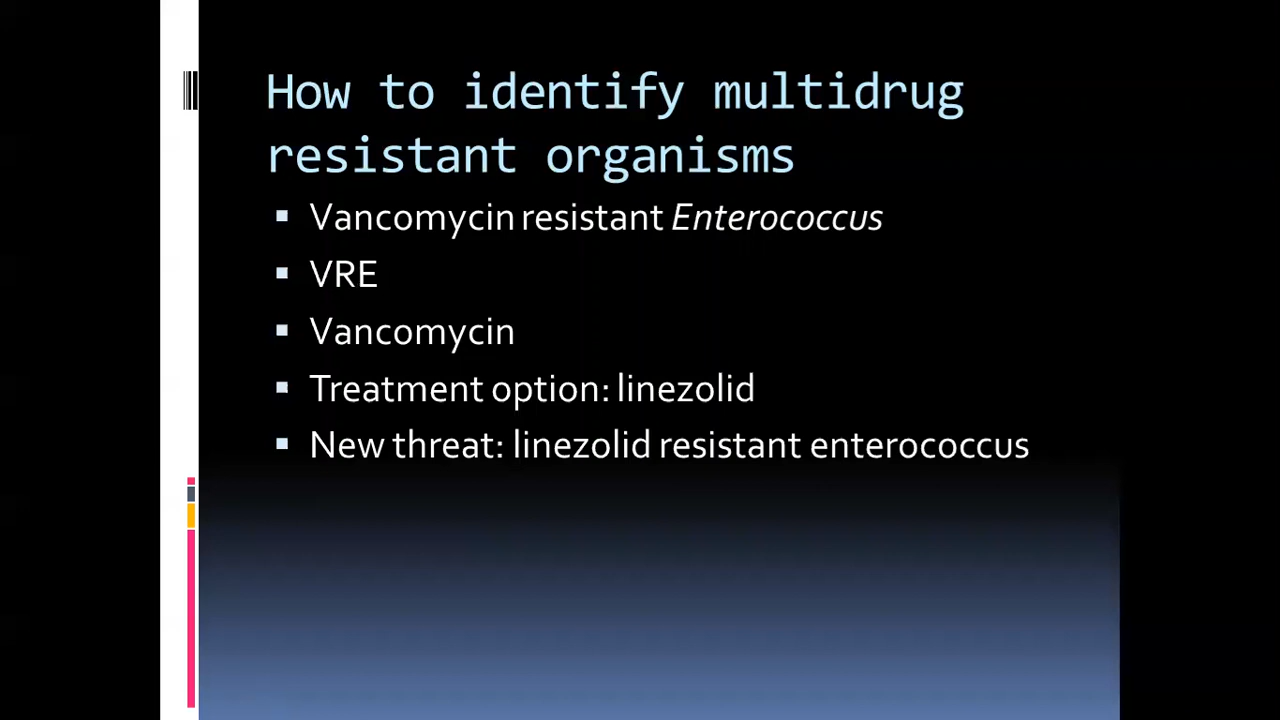 How to identify multidrug
resistant organisms
▪ Vancomycin resistant Enterococcus
▪ VRE
▪ Vancomycin
▪ Treatment option: linezolid
▪ New threat: linezolid resistant enterococcus